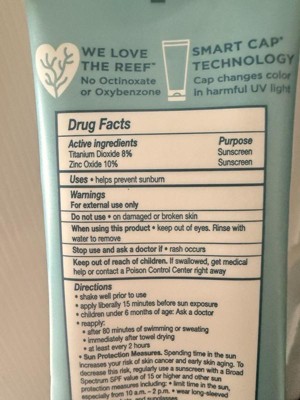 WE LOVE
THE REEF™
No Octinoxate
or Oxybenzone
SMART CAP™
TECHNOLOGY
Cap changes color
in harmful UV light
Drug Facts
Active ingredients Purpose
Titanium Dioxide 8% Sunscreen
Zinc Oxide 10% Sunscreen
Uses • helps prevent sunburn
Warnings
For external use only
Do not use • on damaged or broken skin
When using this product • keep out of eyes. Rinse with
water to remove
Stop use and ask a doctor if • rash occurs
Keep out of reach of children. If swallowed, get medical
help or contact a Poison Control Center right away
Directions
• shake well prior to use
• apply liberally 15 minutes before sun exposure
• children under 6 months of age: Ask a doctor
• reapply:
• after 80 minutes of swimming or sweating
• immediately after towel drying
• at least every 2 hours
• Sun Protection Measures. Spending time in the sun
increases your risk of skin cancer and early skin aging. To
decrease this risk, regularly use a sunscreen with a Broad
Spectrum SPF value of 15 or higher and other sun
protection measures including: • limit time in the sun,
especially from 10 a.m. – 2 p.m. • wear long-sleeved
and sunglasses